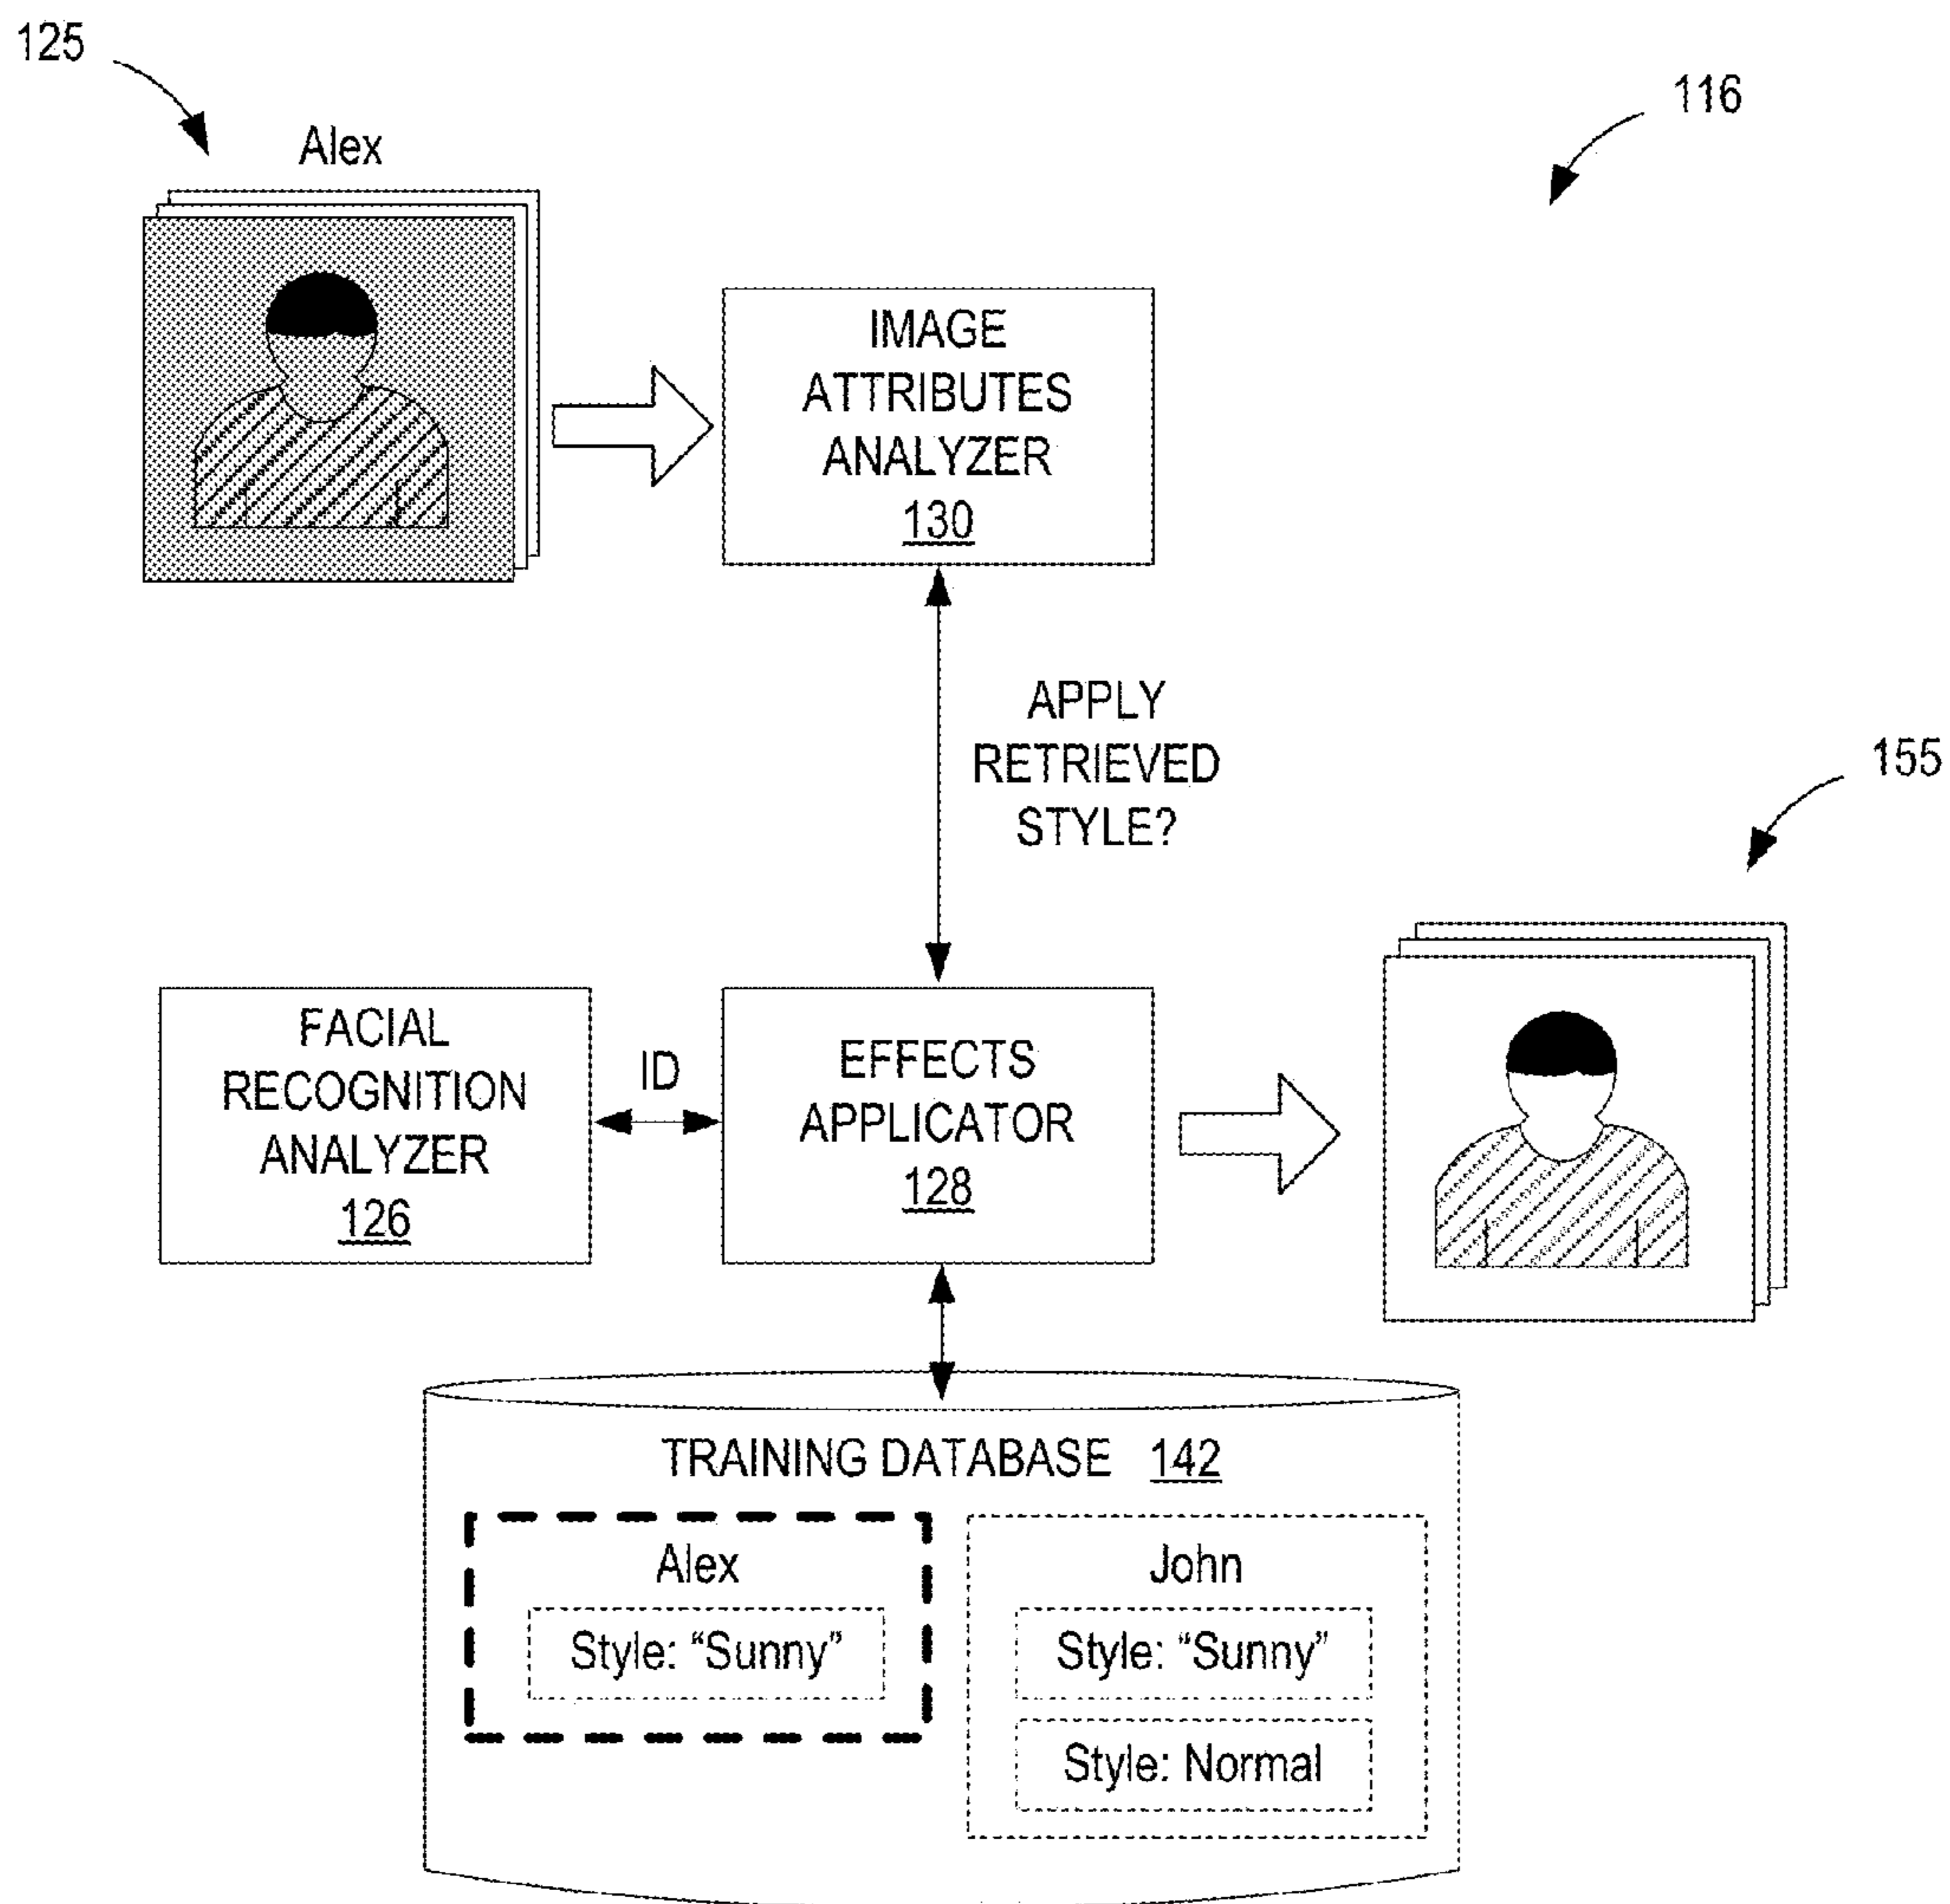 125
116
Alex
IMAGE
ATTRIBUTES
ANALYZER
130
APPLY
RETRIEVED
STYLE?
155
FACIAL
RECOGNITION
ANALYZER
126
ID
EFFECTS
APPLICATOR
128
TRAINING DATABASE 142
Alex
Style: “Sunny”
John
Style: “Sunny”
Style: Normal